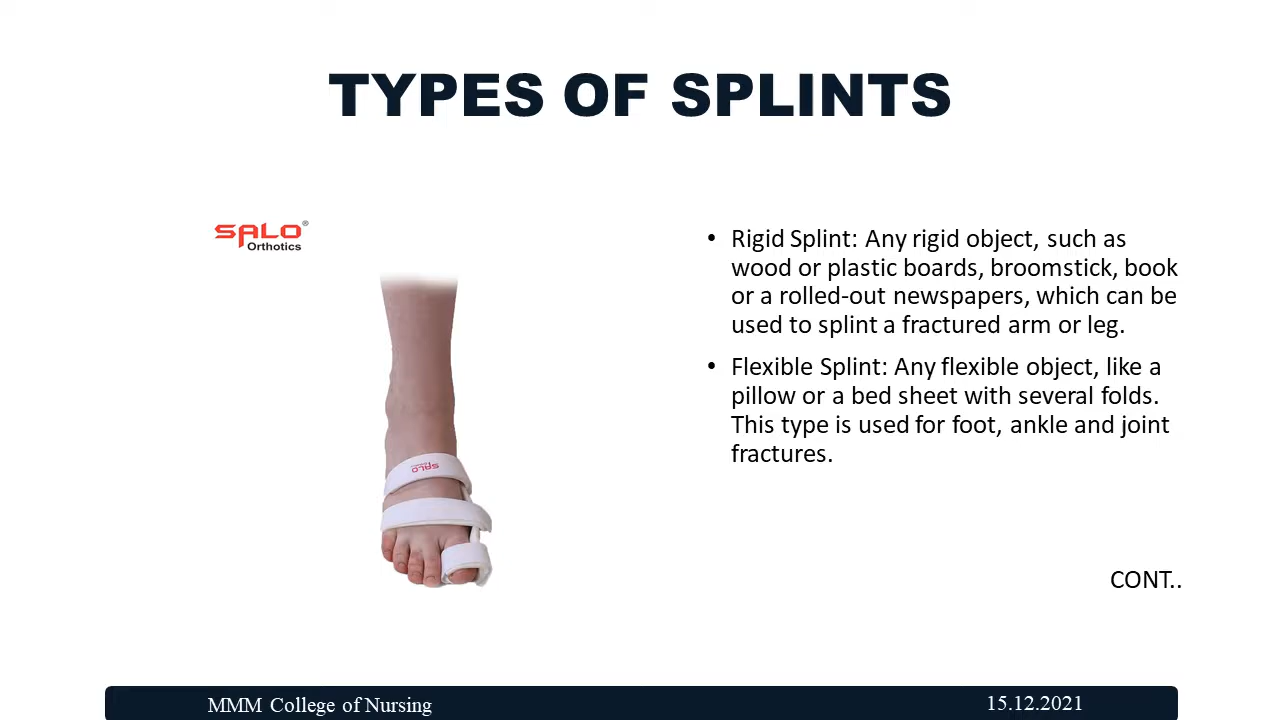 TYPES OF SPLINTS
SALO®
Orthotics
• Rigid Splint: Any rigid object, such as
wood or plastic boards, broomstick, book
or a rolled-out newspapers, which can be
used to splint a fractured arm or leg.
• Flexible Splint: Any flexible object, like a
pillow or a bed sheet with several folds.
This type is used for foot, ankle and joint
fractures.
SALO
CONT..
MMM College of Nursing
15.12.2021